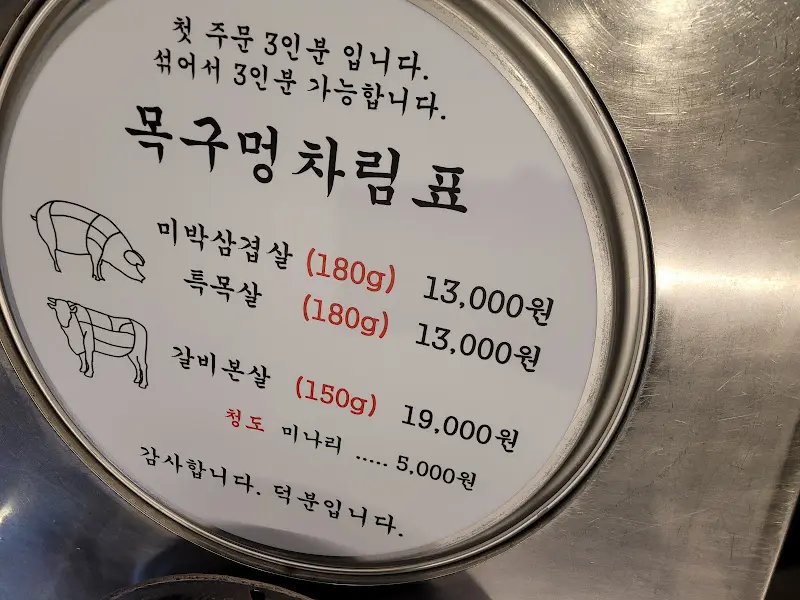 첫 주문 3인분 입니다.
섞어서 3인분 가능합니다.
목구멍 차림표
미박삼겹살 (180g) 13,000원
특목살 (180g) 13,000원
갈비본살 (150g) 19,000원
청도 미나리 ..... 5,000원
감사합니다. 덕분입니다.